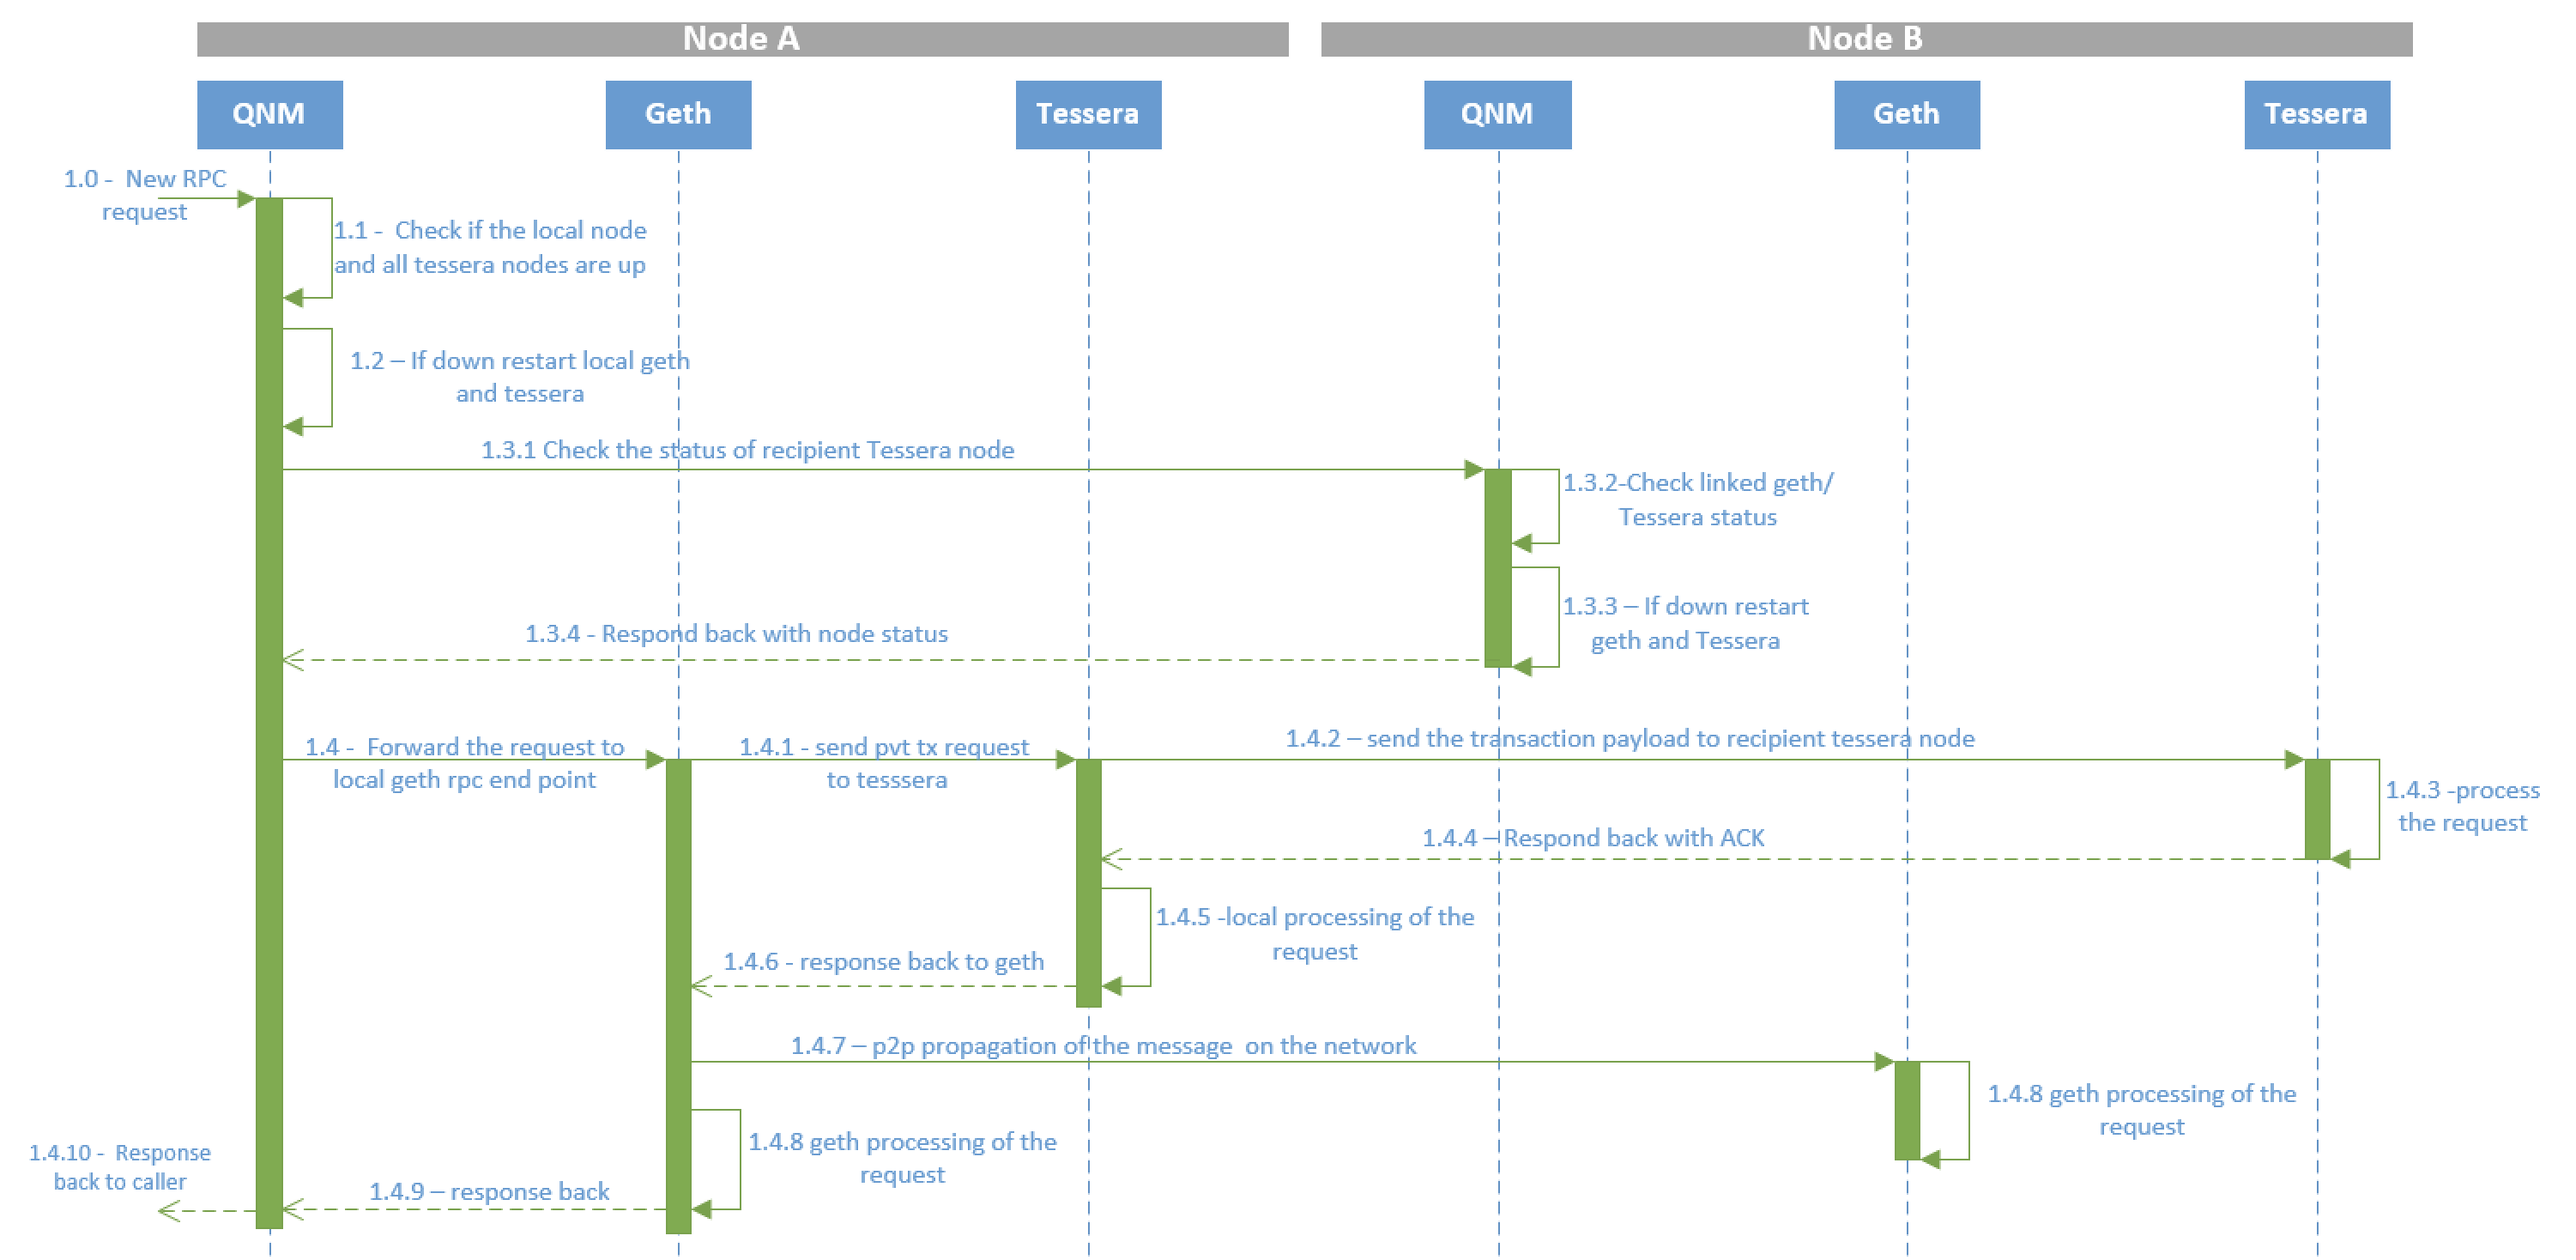 Node A
Node B
QNM
Geth
Tessera
QNM
Geth
Tessera
1.0 - New RPC
request
1.1 - Check if the local node
and all tessera nodes are up
1.2 – If down restart local geth
and tessera
1.3.1 Check the status of recipient Tessera node
1.3.2-Check linked geth/
Tessera status
1.3.3 – If down restart
geth and Tessera
1.3.4 - Respond back with node status
1.4 - Forward the request to
local geth rpc end point
1.4.1 - send pvt tx request
to tesssera
1.4.2 – send the transaction payload to recipient tessera node
1.4.3 -process
the request
1.4.4 – Respond back with ACK
1.4.5 -local processing of the
request
1.4.6 - response back to geth
1.4.7 – p2p propagation of the message on the network
1.4.8 geth processing of the
request
1.4.8 geth processing of the
request
1.4.9 – response back
1.4.10 - Response
back to caller